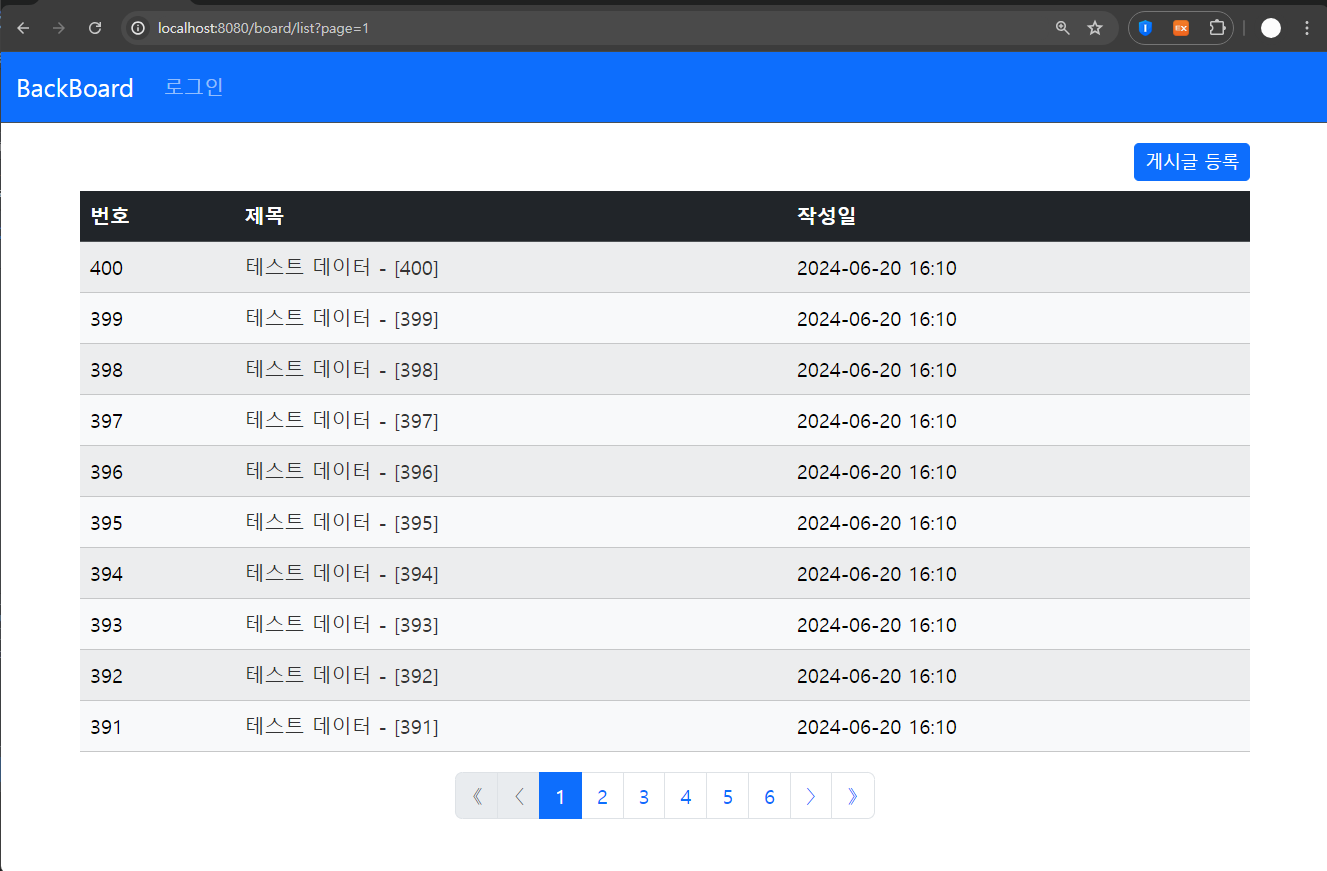 localhost:8080/board/list?page=1
BackBoard 로그인
게시글 등록
번호 제목 작성일
400 테스트 데이터 - [400] 2024-06-20 16:10
399 테스트 데이터 - [399] 2024-06-20 16:10
398 테스트 데이터 - [398] 2024-06-20 16:10
397 테스트 데이터 - [397] 2024-06-20 16:10
396 테스트 데이터 - [396] 2024-06-20 16:10
395 테스트 데이터 - [395] 2024-06-20 16:10
394 테스트 데이터 - [394] 2024-06-20 16:10
393 테스트 데이터 - [393] 2024-06-20 16:10
392 테스트 데이터 - [392] 2024-06-20 16:10
391 테스트 데이터 - [391] 2024-06-20 16:10
《 〈 1 2 3 4 5 6 〉 》